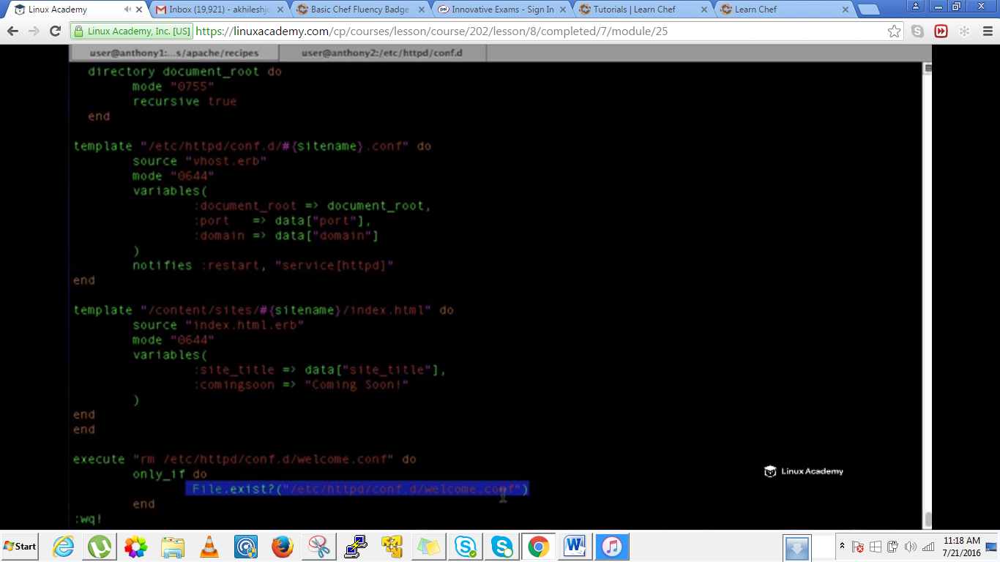 Linux Academy
Inbox (19,921) - akhileshjo
Basic Chef Fluency Badge
Innovative Exams - Sign In
Tutorials | Learn Chef
Learn Chef
Linux Academy, Inc. [US]
https://linuxacademy.com/cp/courses/lesson/course/202/lesson/8/completed/7/module/25
user@anthony1:...s/apache/recipes
user@anthony2:/etc/httpd/conf.d
directory document_root do
mode "0755"
recursive true
end
template "/etc/httpd/conf.d/#{sitename}.conf" do
source "vhost.erb"
mode "0644"
variables(
:document_root => document_root,
:port => data["port"],
:domain => data["domain"]
)
notifies :restart, "service[httpd]"
end
template "/content/sites/#{sitename}/index.html" do
source "index.html.erb"
mode "0644"
variables(
:site_title => data["site_title"],
:comingsoon => "Coming Soon!"
)
end
end
execute "rm /etc/httpd/conf.d/welcome.conf" do
only_if do
File.exist?("/etc/httpd/conf.d/welcome.conf")
end
:wq!
Linux Academy
Start
11:18 AM
7/21/2016